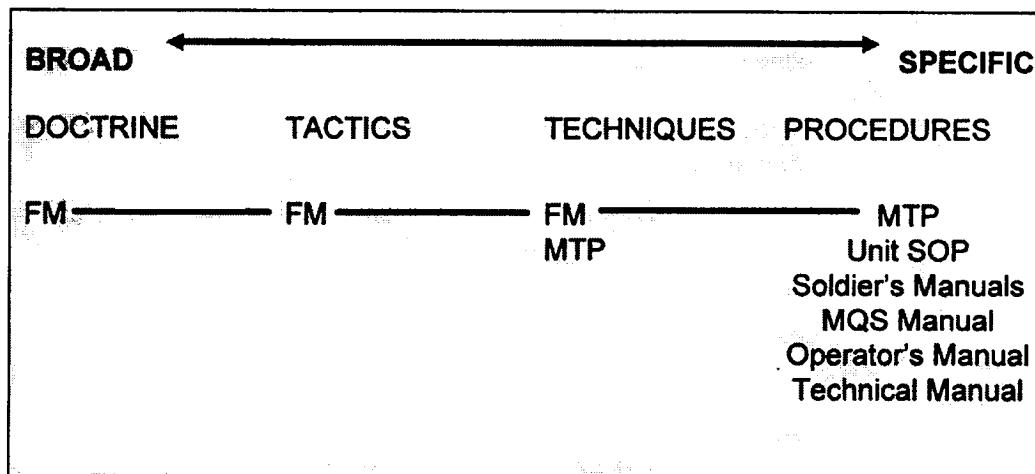 BROAD SPECIFIC
DOCTRINE TACTICS TECHNIQUES PROCEDURES
FM FM FM MTP
MTP Unit SOP
Soldier's Manuals
MQS Manual
Operator's Manual
Technical Manual